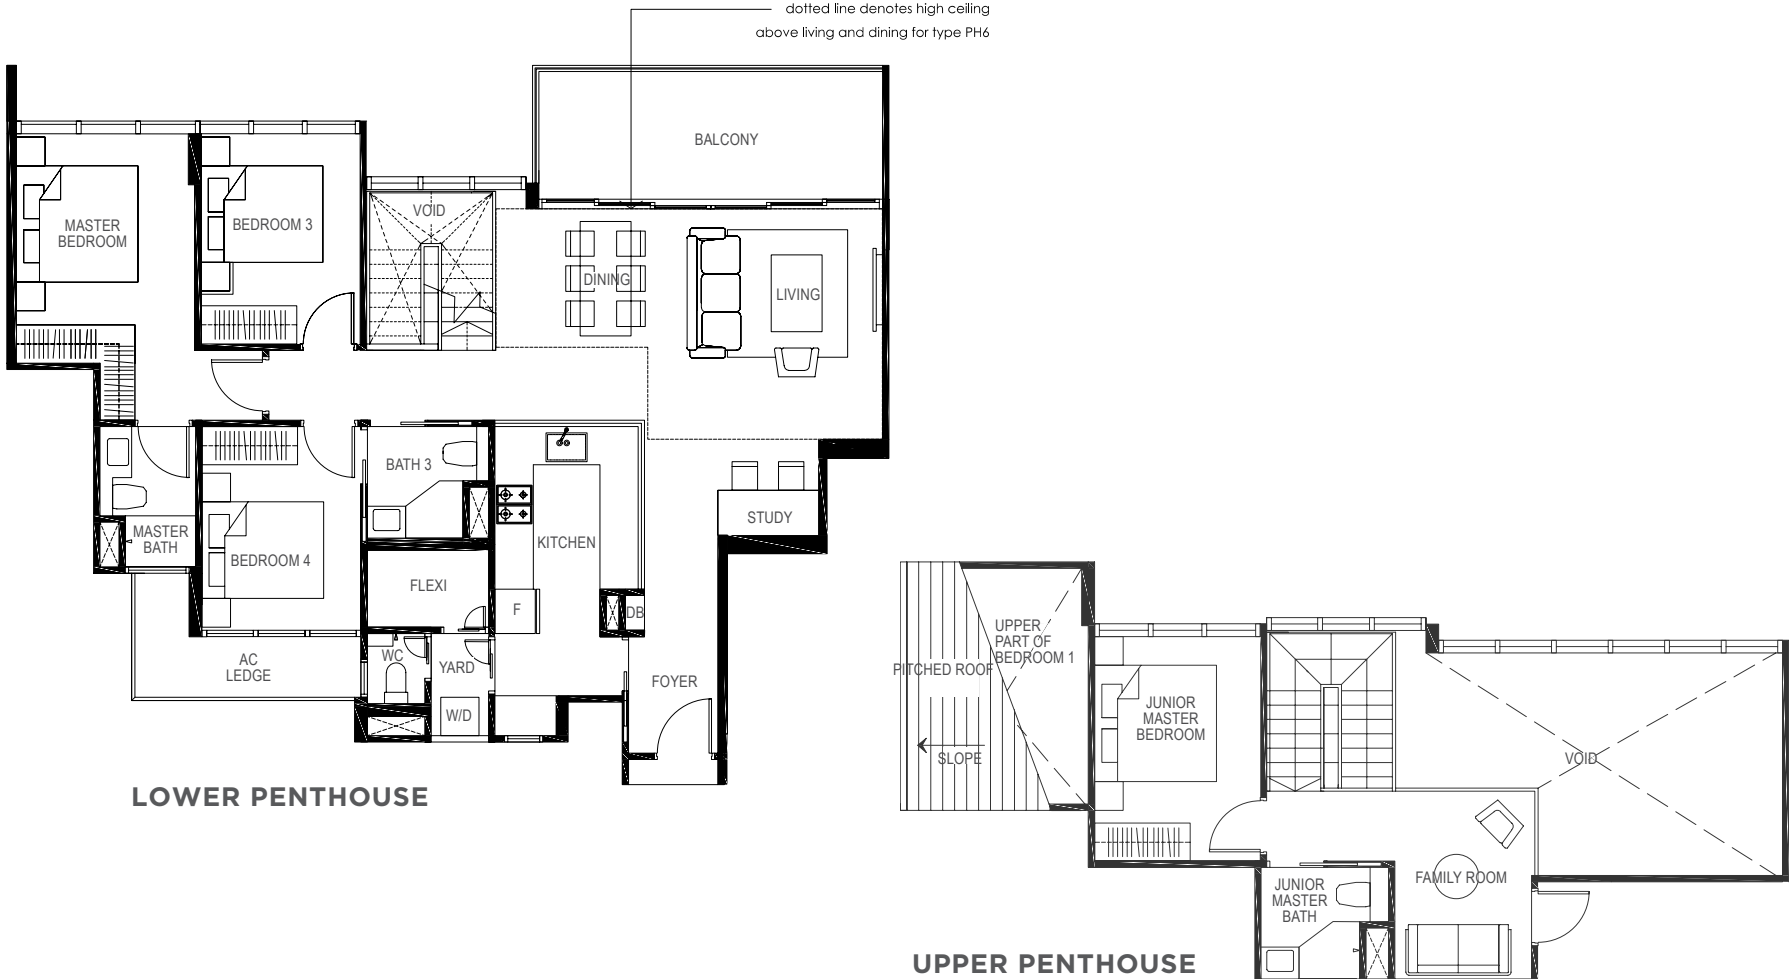 dotted line denotes high ceiling
above living and dining for type PH6
BALCONY
MASTER
BEDROOM
BEDROOM 3
VOID
DINING
LIVING
BATH 3
MASTER
BATH
BEDROOM 4
KITCHEN
STUDY
FLEXI
F
DB
WC
YARD
AC
LEDGE
FOYER
W/D
LOWER PENTHOUSE
UPPER
PART OF
BEDROOM 1
PITCHED ROOF
SLOPE
JUNIOR
MASTER
BEDROOM
VOID
FAMILY ROOM
JUNIOR
MASTER
BATH
UPPER PENTHOUSE